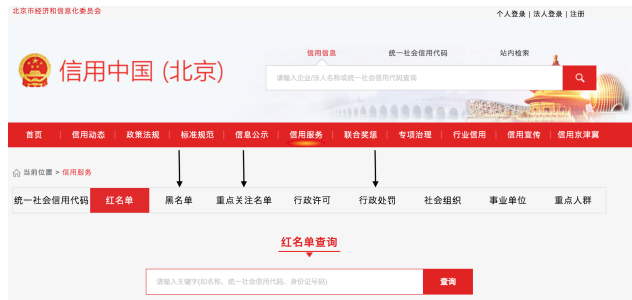 北京市经济和信息化委员会
个人登录 | 法人登录 | 注册
信用信息 统一社会信用代码 站内检索
信用中国（北京）
请输入企业/法人名称或统一社会信用代码查询
首页 信用动态 政策法规 标准规范 信息公示 信用服务 联合奖惩 专项治理 行业信用 信用宣传 信用京津冀
当前位置 > 信用服务
统一社会信用代码 红名单 黑名单 重点关注名单 行政许可 行政处罚 社会组织 事业单位 重点人群
红名单查询
请输入关键字(如名称、统一社会信用代码、身份证号码) 查询